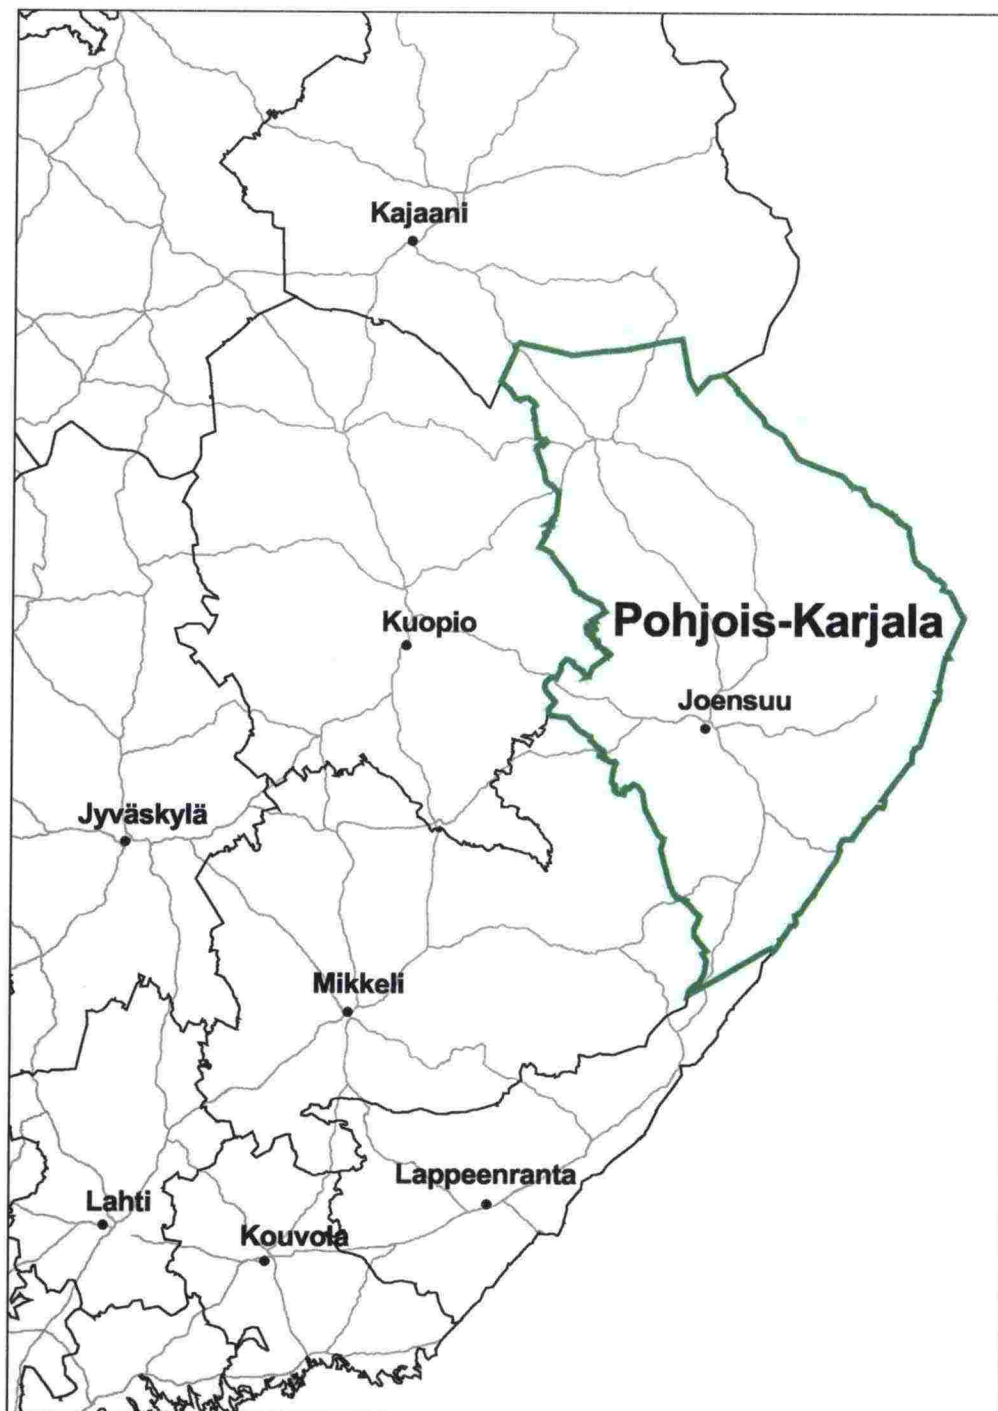 Kajaani
Kuopio
Pohjois-Karjala
Joensuu
Jyväskylä
Mikkeli
Lappeenranta
Lahti
Kouvola